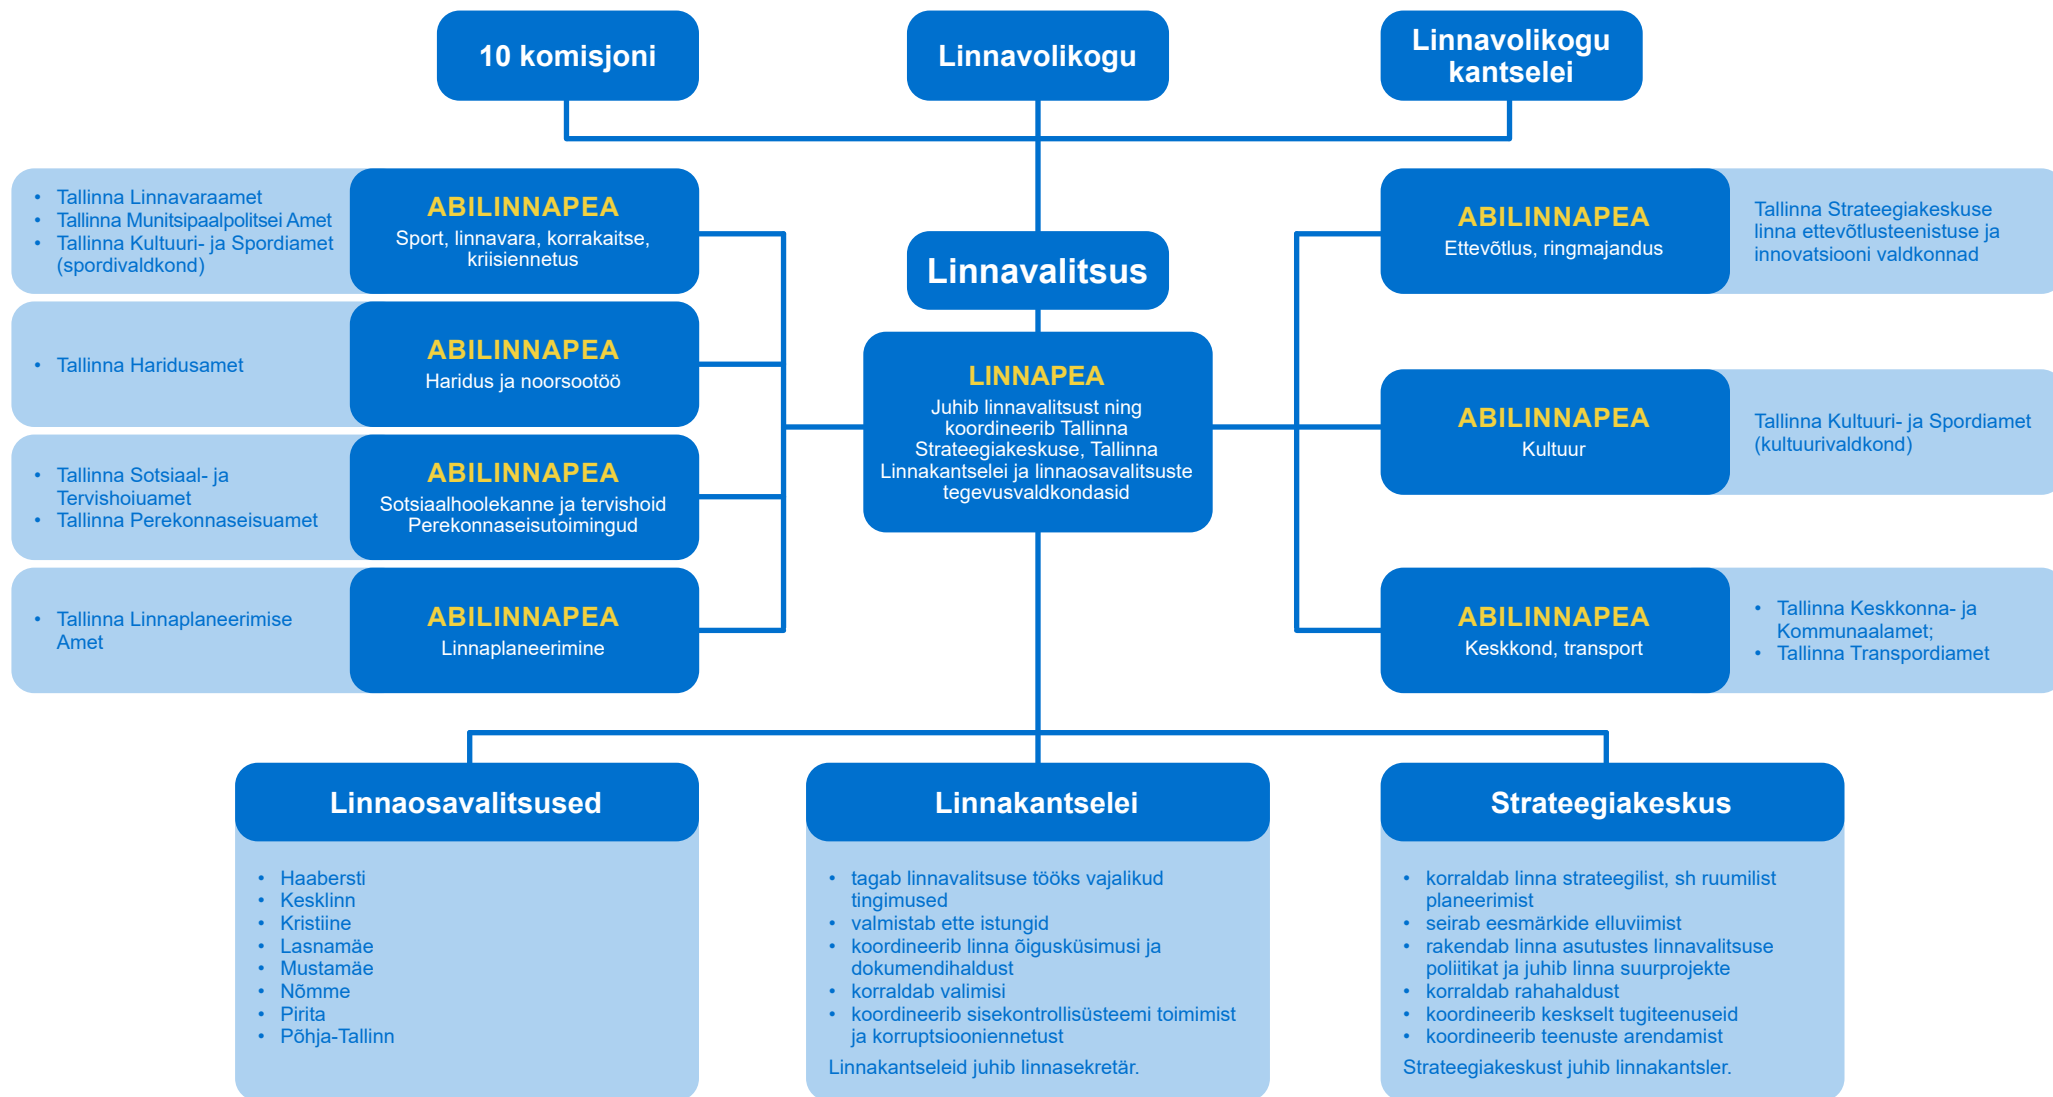 10 komisjoni
Linnavolikogu
Linnavolikogu
kantselei
• Tallinna Linnavaraamet
• Tallinna Munitsipaalpolitsei Amet
• Tallinna Kultuuri- ja Spordiamet
(spordivaldkond)
ABILINNAPEA
Sport, linnavara, korrakaitse,
kriisiennetus
• Tallinna Haridusamet
ABILINNAPEA
Haridus ja noorsootöö
• Tallinna Sotsiaal- ja
Tervishoiuamet
• Tallinna Perekonnaseisuamet
ABILINNAPEA
Sotsiaalhoolekanne ja tervishoid
Perekonnaseisutoimingud
• Tallinna Linnaplaneerimise
Amet
ABILINNAPEA
Linnaplaneerimine
Linnavalitsus
LINNAPEA
Juhib linnavalitsust ning
koordineerib Tallinna
Strateegiakeskuse, Tallinna
Linnakantselei ja linnaosavalitsuste
tegevusvaldkondasid
ABILINNAPEA
Ettevõtlus, ringmajandus
Tallinna Strateegiakeskuse
linna ettevõtlusteenistuse ja
innovatsiooni valdkonnad
ABILINNAPEA
Kultuur
Tallinna Kultuuri- ja Spordiamet
(kultuurivaldkond)
ABILINNAPEA
Keskkond, transport
• Tallinna Keskkonna- ja
Kommunaalamet;
• Tallinna Transpordiamet
Linnaosavalitsused
• Haabersti
• Kesklinn
• Kristiine
• Lasnamäe
• Mustamäe
• Nõmme
• Pirita
• Põhja-Tallinn
Linnakantselei
• tagab linnavalitsuse tööks vajalikud
tingimused
• valmistab ette istungid
• koordineerib linna õigusküsimusi ja
dokumendihaldust
• korraldab valimisi
• koordineerib sisekontrollisüsteemi toimimist
ja korruptsiooniennetust
Linnakantseleid juhib linnasekretär.
Strateegiakeskus
• korraldab linna strateegilist, sh ruumilist
planeerimist
• seirab eesmärkide elluviimist
• rakendab linna asutustes linnavalitsuse
poliitikat ja juhib linna suurprojekte
• korraldab rahahaldust
• koordineerib keskselt tugiteenuseid
• koordineerib teenuste arendamist
Strateegiakeskust juhib linnakantsler.